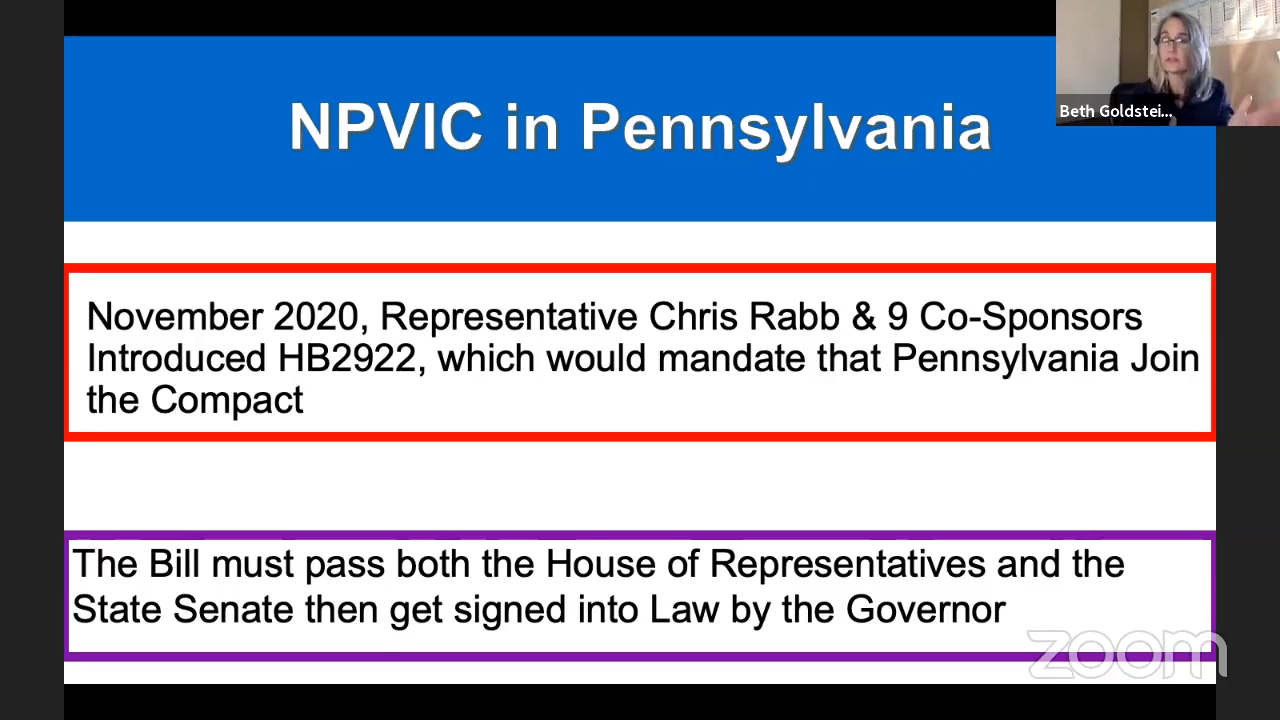 NPVIC in Pennsylvania
Beth Goldstei...
November 2020, Representative Chris Rabb & 9 Co-Sponsors
Introduced HB2922, which would mandate that Pennsylvania Join
the Compact
The Bill must pass both the House of Representatives and the
State Senate then get signed into Law by the Governor
zoom